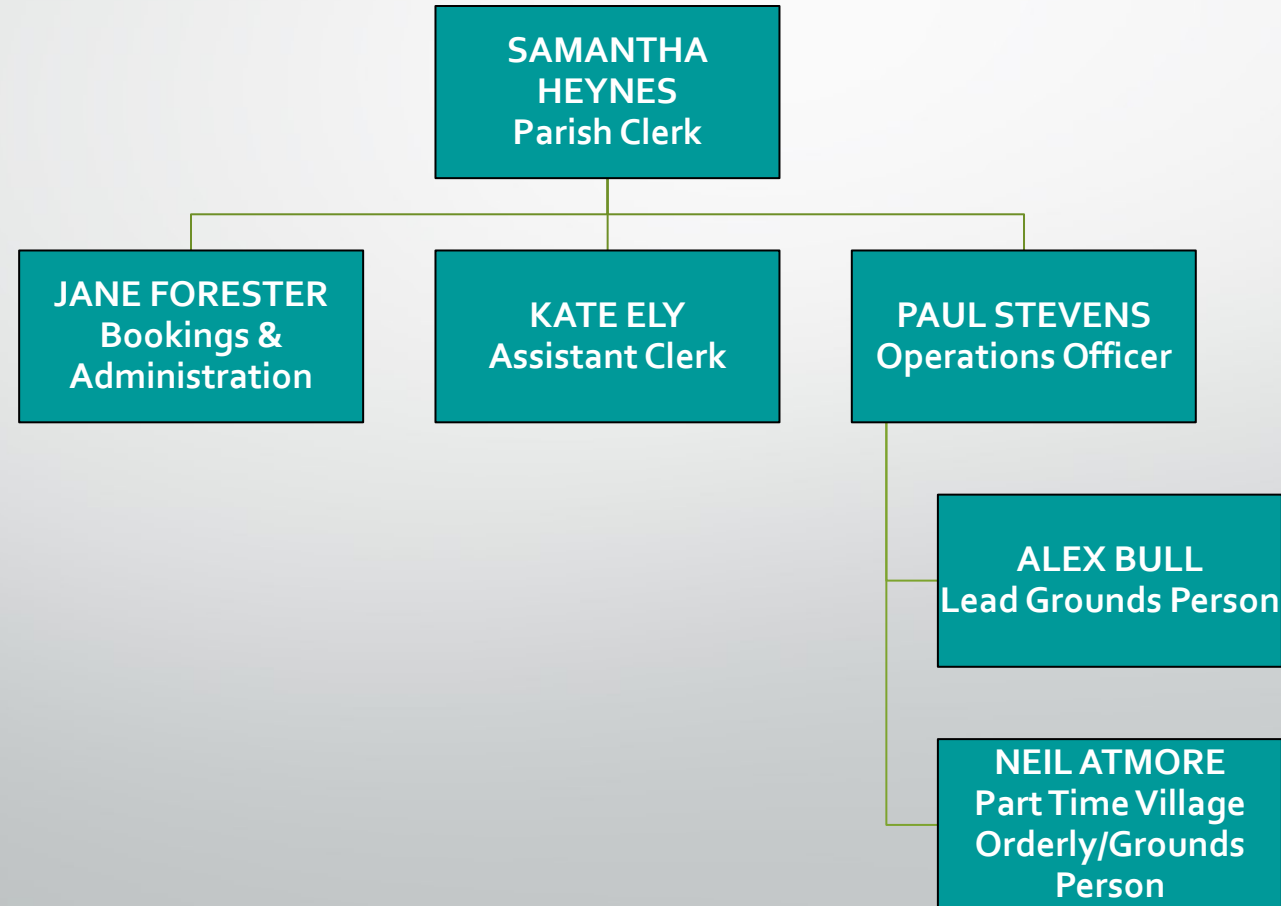 SAMANTHA
HEYNES
Parish Clerk
JANE FORESTER
Bookings &
Administration
KATE ELY
Assistant Clerk
PAUL STEVENS
Operations Officer
ALEX BULL
Lead Grounds Person
NEIL ATMORE
Part Time Village
Orderly/Grounds
Person